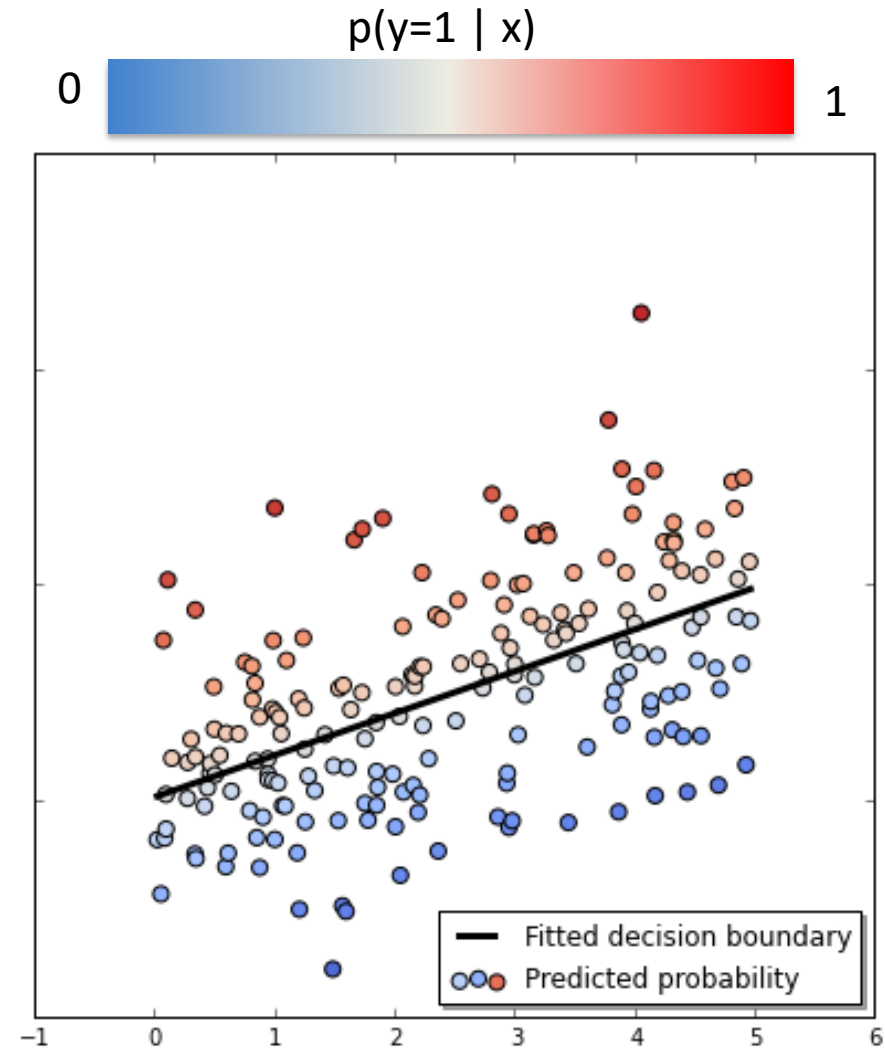 p(y=1 | x)
0
1
Fitted decision boundary
Predicted probability
−1 0 1 2 3 4 5 6